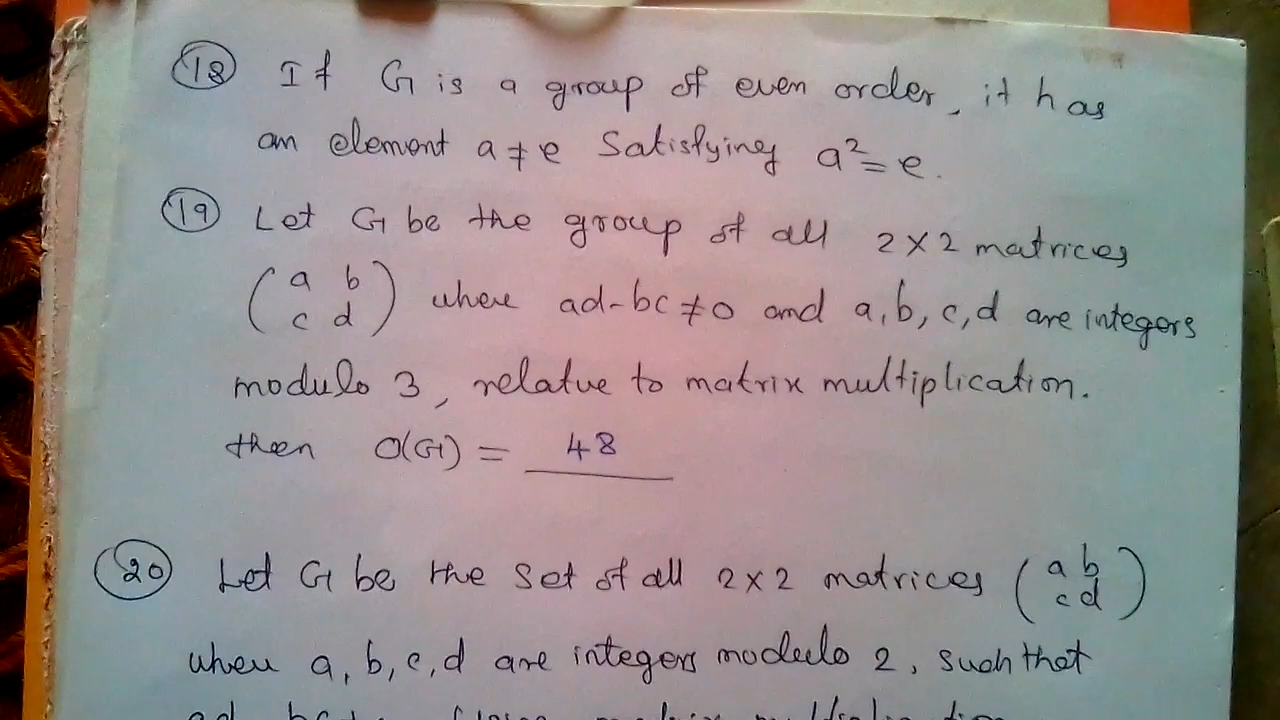 (18) If G is a group of even order, it has
an element a ≠ e Satisfying a² = e.
(19) Let G be the group of all 2 × 2 matrices
(a b
c d) where ad-bc ≠ 0 and a, b, c, d are integers
modulo 3, relatve to matrix multiplication.
then O(G) = 48
(20) Let G be the set of all 2 × 2 matrices (a b
c d)
when a, b, c, d are integers modulo 2, such that